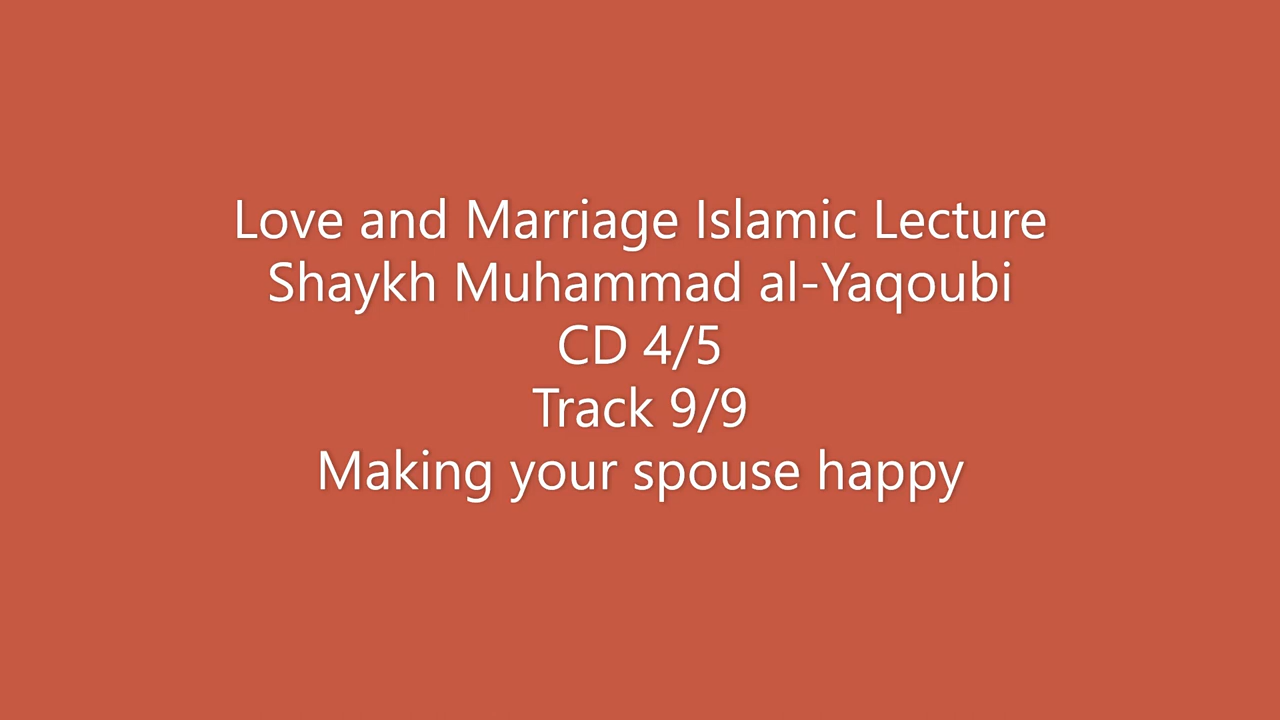 Love and Marriage Islamic Lecture
Shaykh Muhammad al-Yaqoubi
CD 4/5
Track 9/9
Making your spouse happy